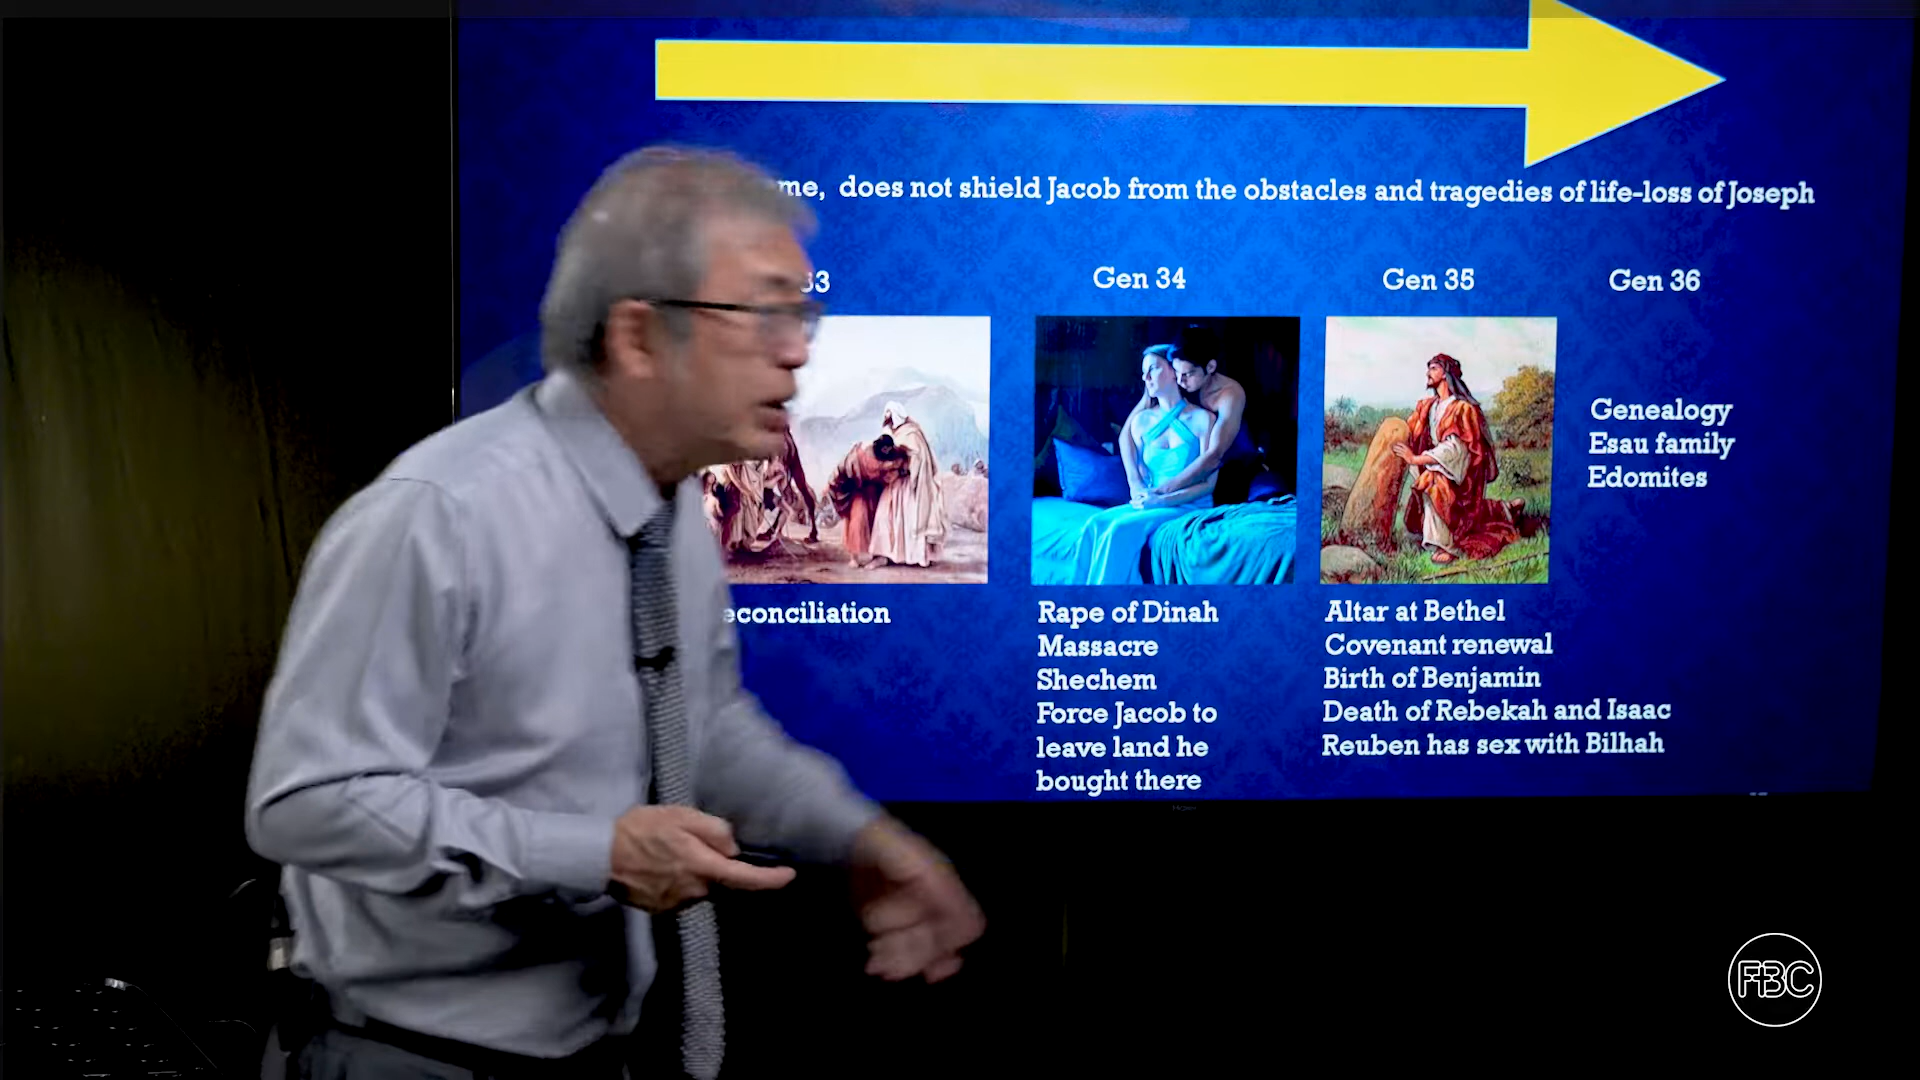 me, does not shield Jacob from the obstacles and tragedies of life-loss of Joseph
33
Gen 34
Gen 35
Gen 36
Genealogy
Esau family
Edomites
econciliation
Rape of Dinah
Massacre
Shechem
Force Jacob to
leave land he
bought there
Altar at Bethel
Covenant renewal
Birth of Benjamin
Death of Rebekah and Isaac
Reuben has sex with Bilhah
FBC